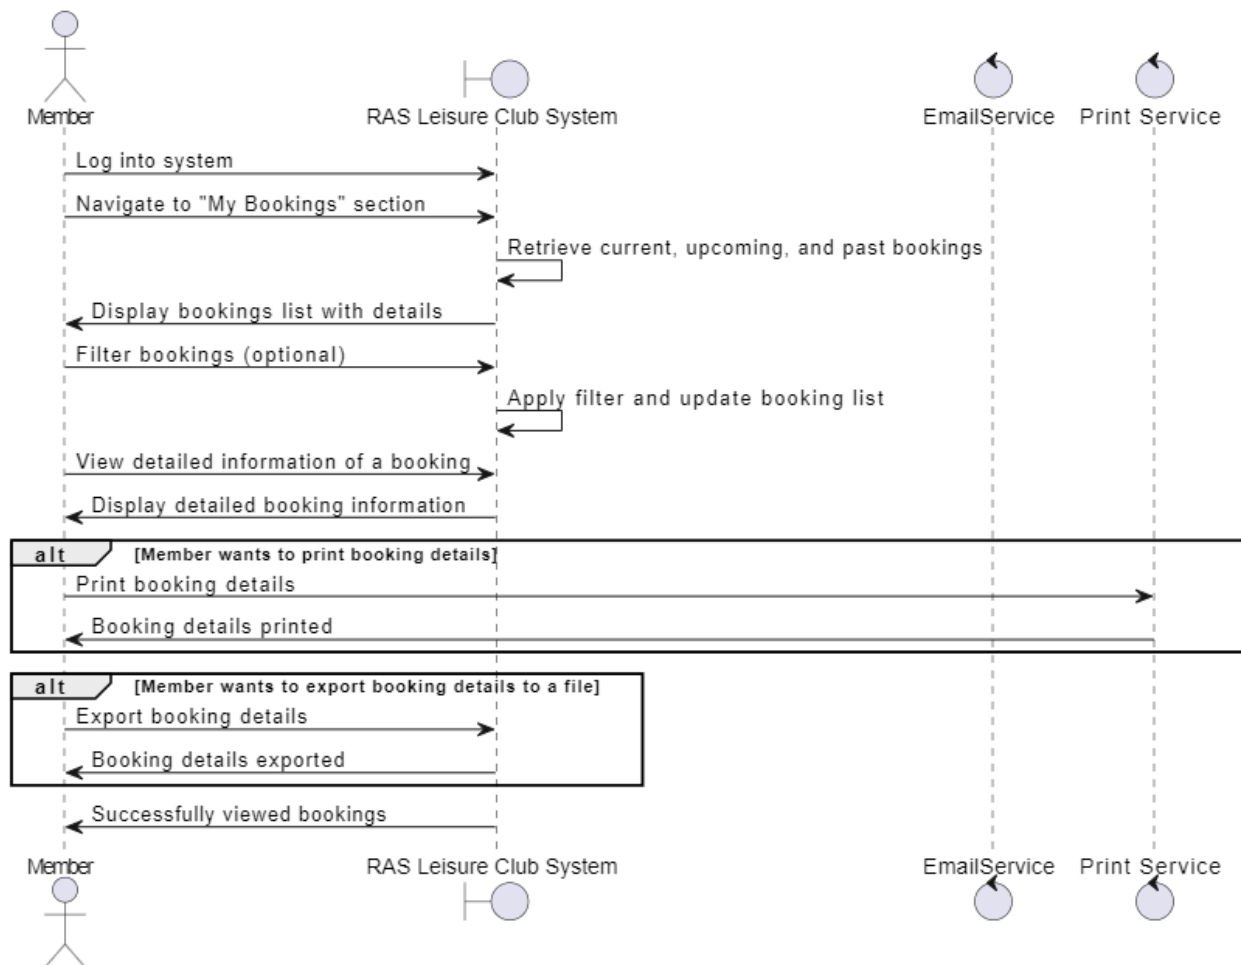 Member
RAS Leisure Club System
EmailService
Print Service
Log into system
Navigate to "My Bookings" section
Retrieve current, upcoming, and past bookings
Display bookings list with details
Filter bookings (optional)
Apply filter and update booking list
View detailed information of a booking
Display detailed booking information
alt [Member wants to print booking details]
Print booking details
Booking details printed
alt [Member wants to export booking details to a file]
Export booking details
Booking details exported
Successfully viewed bookings
Member
RAS Leisure Club System
EmailService
Print Service